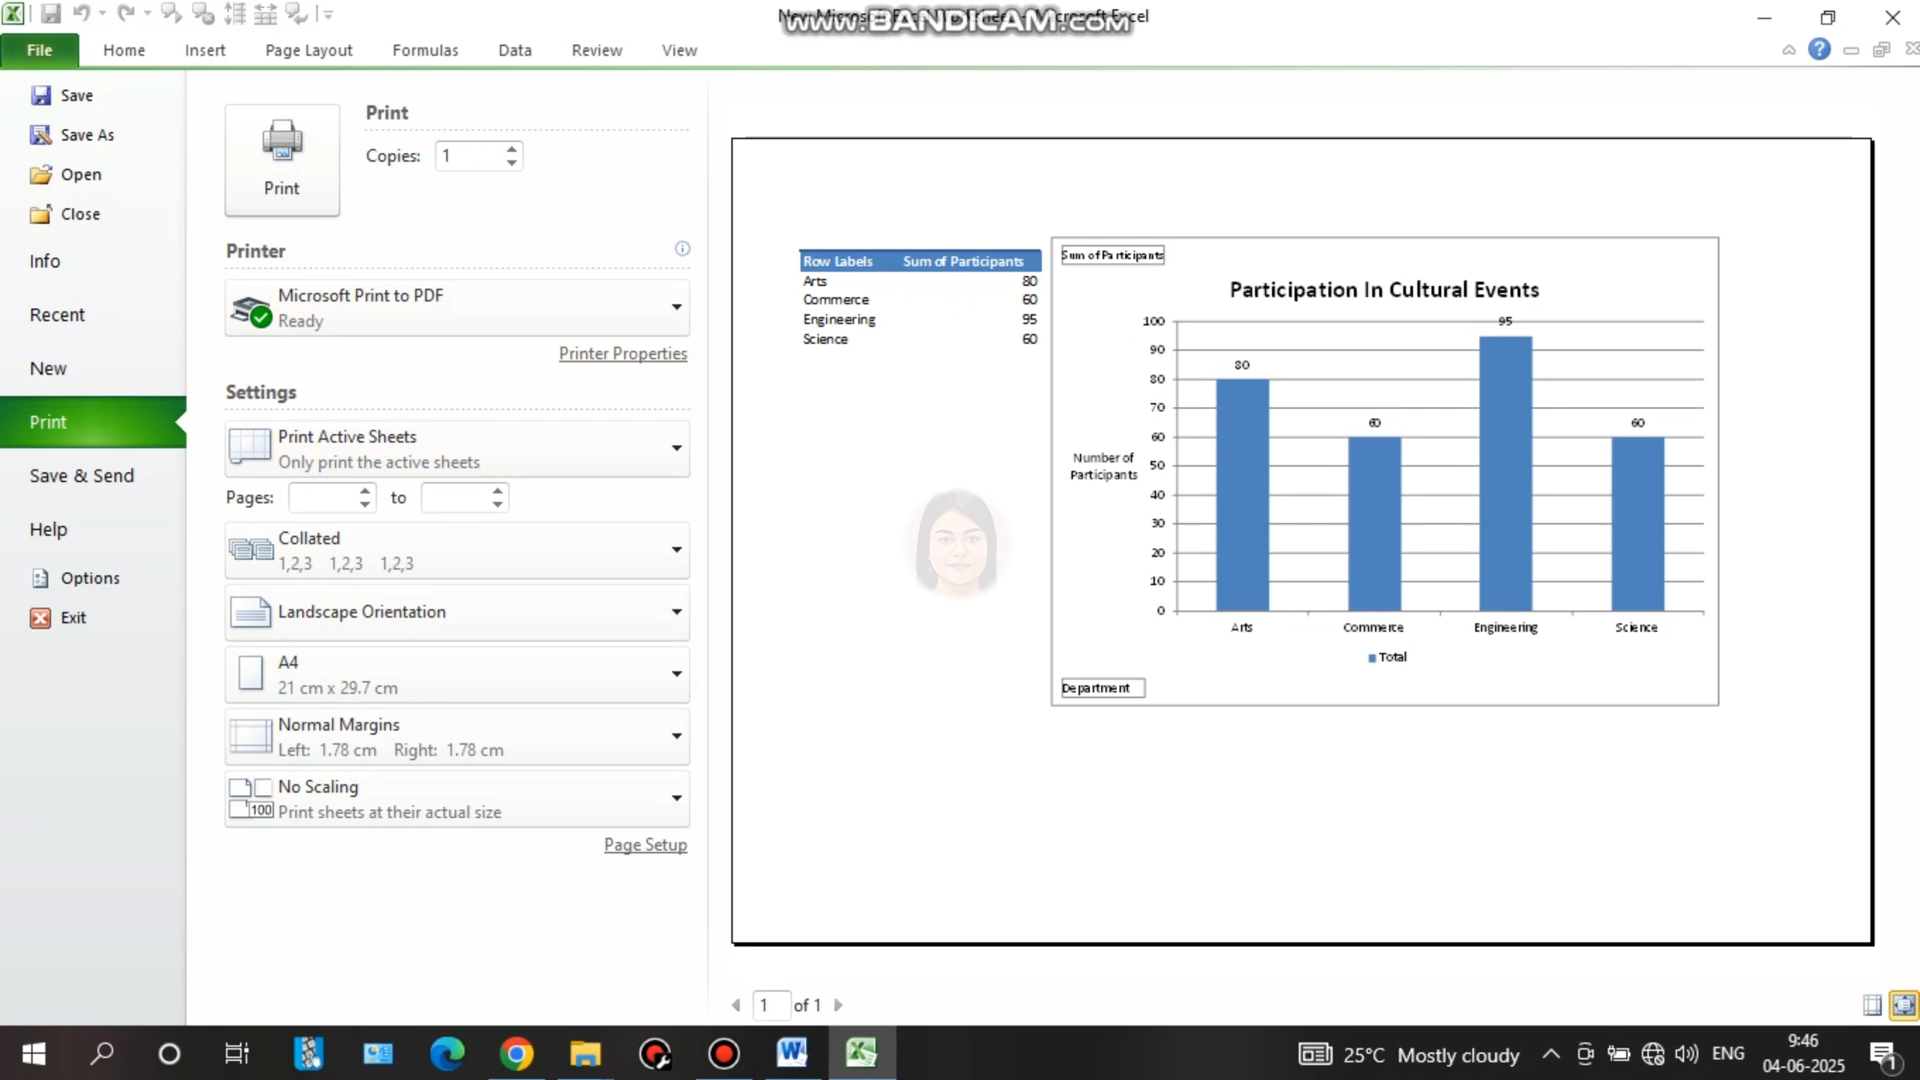 www.BANDICAM.com
File Home Insert Page Layout Formulas Data Review View
Save
Save As
Open
Close
Info
Recent
New
Print
Save & Send
Help
Options
Exit
Print
Print
Copies: 1
Printer
Microsoft Print to PDF
Ready
Printer Properties
Settings
Print Active Sheets
Only print the active sheets
Pages: to
Collated
1,2,3 1,2,3 1,2,3
Landscape Orientation
A4
21 cm x 29.7 cm
Normal Margins
Left: 1.78 cm Right: 1.78 cm
No Scaling
100 Print sheets at their actual size
Page Setup
Row Labels Sum of Participants
Arts 80
Commerce 60
Engineering 95
Science 60
Sum of Participants
Participation In Cultural Events
100
90
80
70
60
50
40
30
20
10
0
80
60
95
60
Number of
Participants
Arts Commerce Engineering Science
Total
Department
1 of 1
25°C Mostly cloudy
ENG
9:46
04-06-2025
1